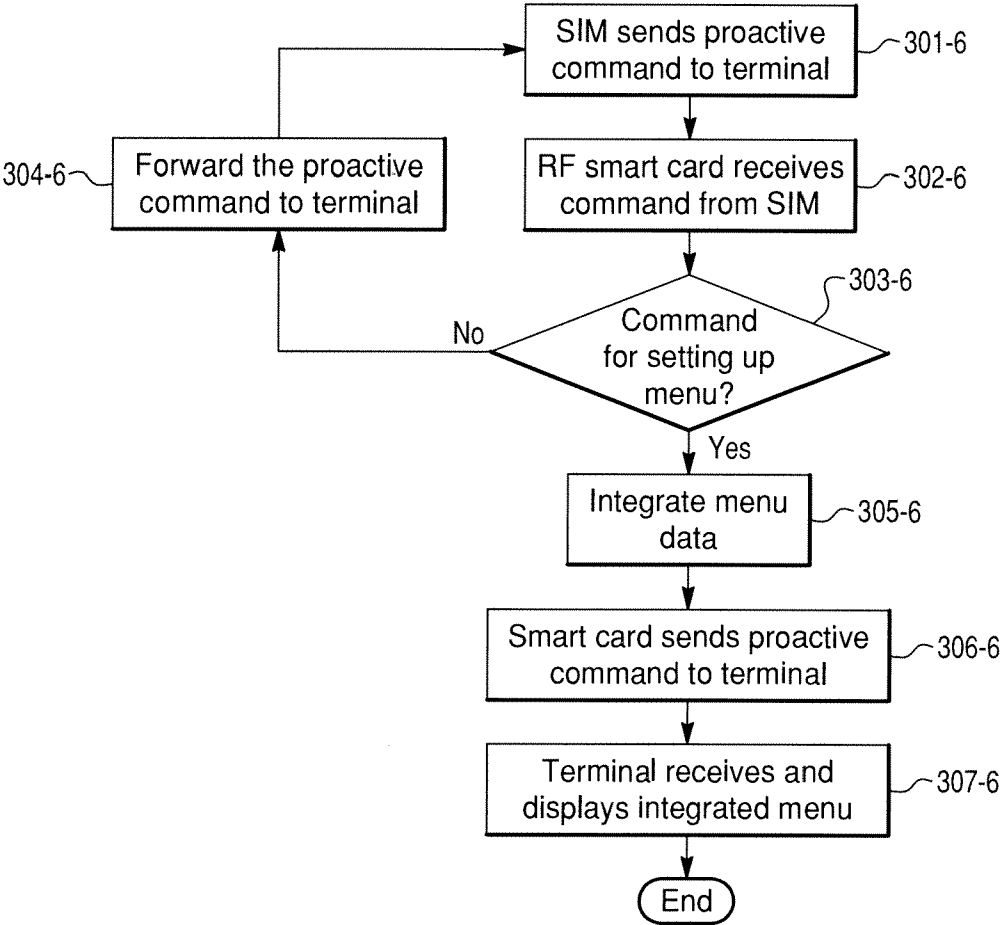 SIM sends proactive
command to terminal
301-6
304-6
Forward the proactive
command to terminal
RF smart card receives
command from SIM
302-6
303-6
Command
for setting up
menu?
No
Yes
Integrate menu
data
305-6
Smart card sends proactive
command to terminal
306-6
Terminal receives and
displays integrated menu
307-6
End